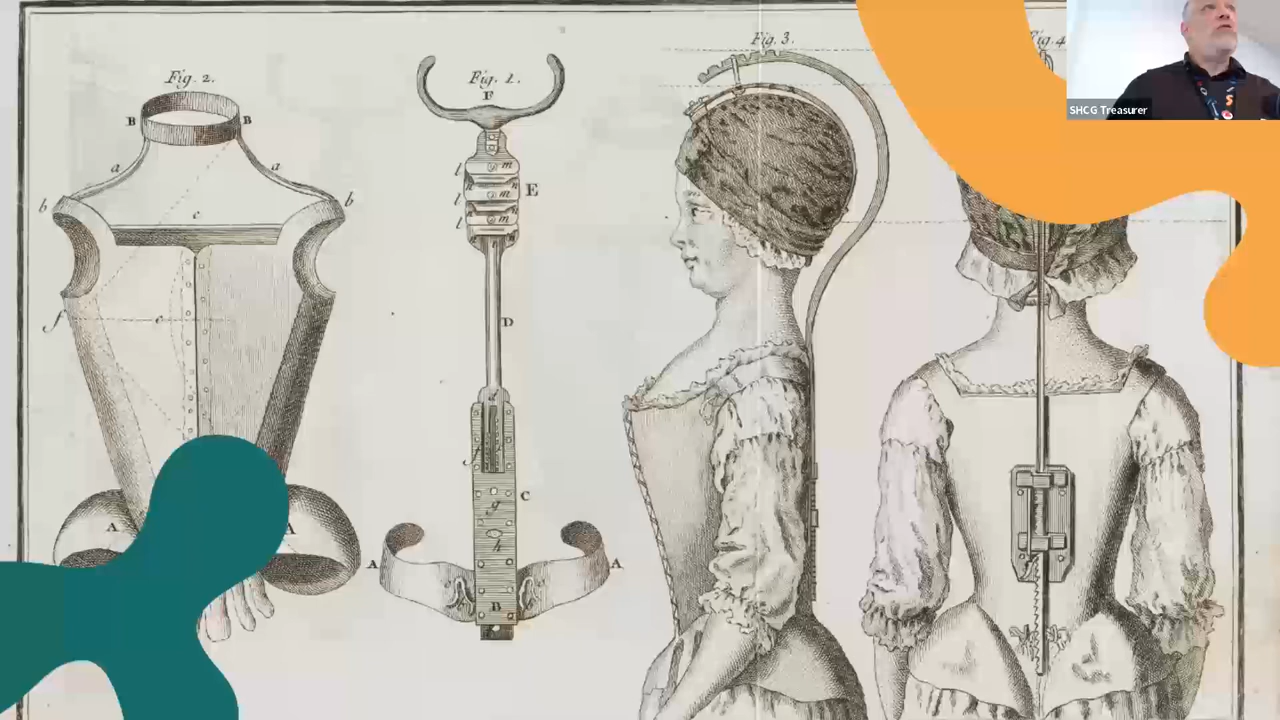 Fig. 2.
B
B
a
a
b
b
c
f
e
A
A
Fig. 1.
F
l
m
l
m
l
m
E
D
d
f
C
g
h
A
A
B
Fig. 3.
Fig. 4
SHCG Treasurer